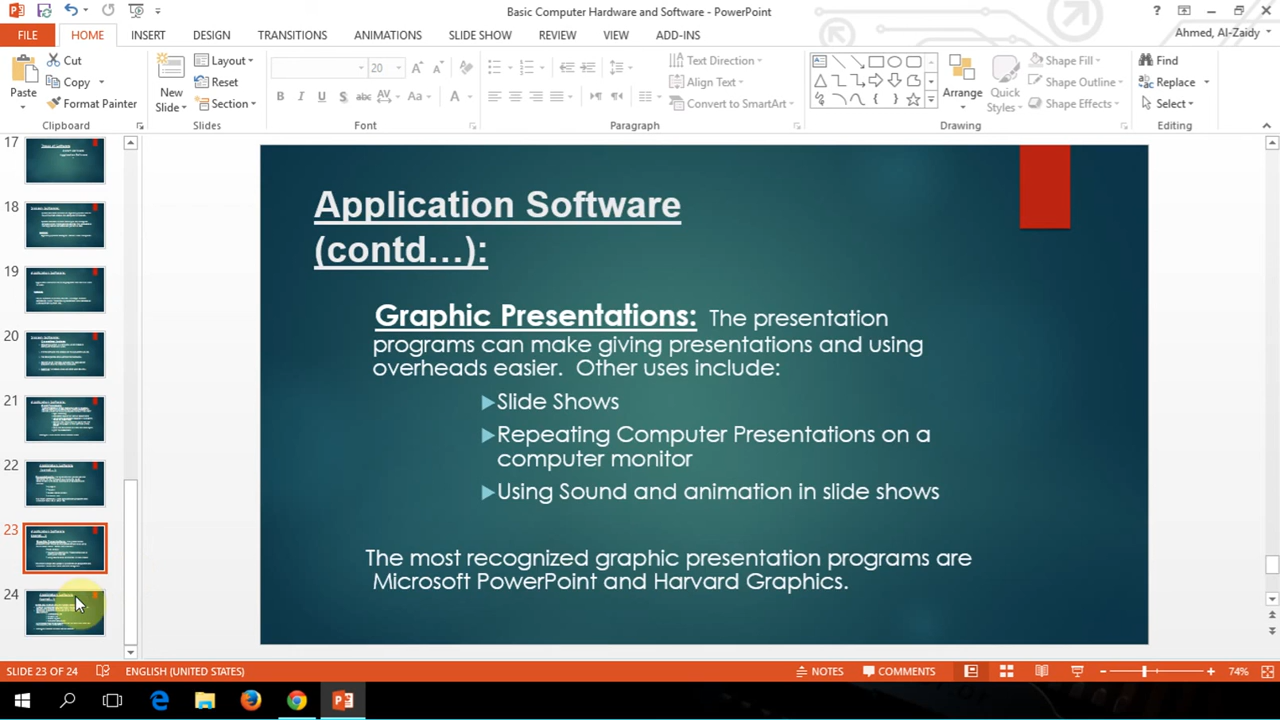 Basic Computer Hardware and Software - PowerPoint
?
FILE HOME INSERT DESIGN TRANSITIONS ANIMATIONS SLIDE SHOW REVIEW VIEW ADD-INS
Ahmed, Al-Zaidy
Paste
Cut
Copy
Format Painter
Clipboard
New
Slide
Layout
Reset
Section
Slides
20
B I U S abc AV Aa A
Font
Text Direction
Align Text
Convert to SmartArt
Paragraph
Arrange
Quick
Styles
Shape Fill
Shape Outline
Shape Effects
Drawing
Find
Replace
Select
Editing
17
18
19
20
21
22
23
24
Application Software
(contd...):
Graphic Presentations: The presentation
programs can make giving presentations and using
overheads easier. Other uses include:
Slide Shows
Repeating Computer Presentations on a
computer monitor
Using Sound and animation in slide shows
The most recognized graphic presentation programs are
Microsoft PowerPoint and Harvard Graphics.
SLIDE 23 OF 24 ENGLISH (UNITED STATES) NOTES COMMENTS 74%